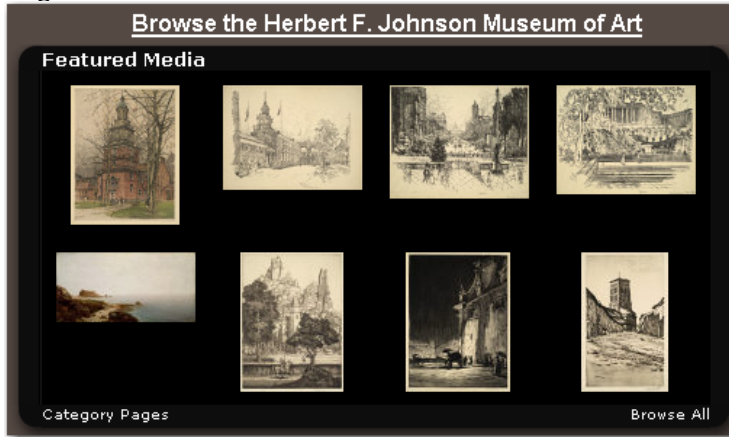 Browse the Herbert F. Johnson Museum of Art
Featured Media
Category Pages
Browse All